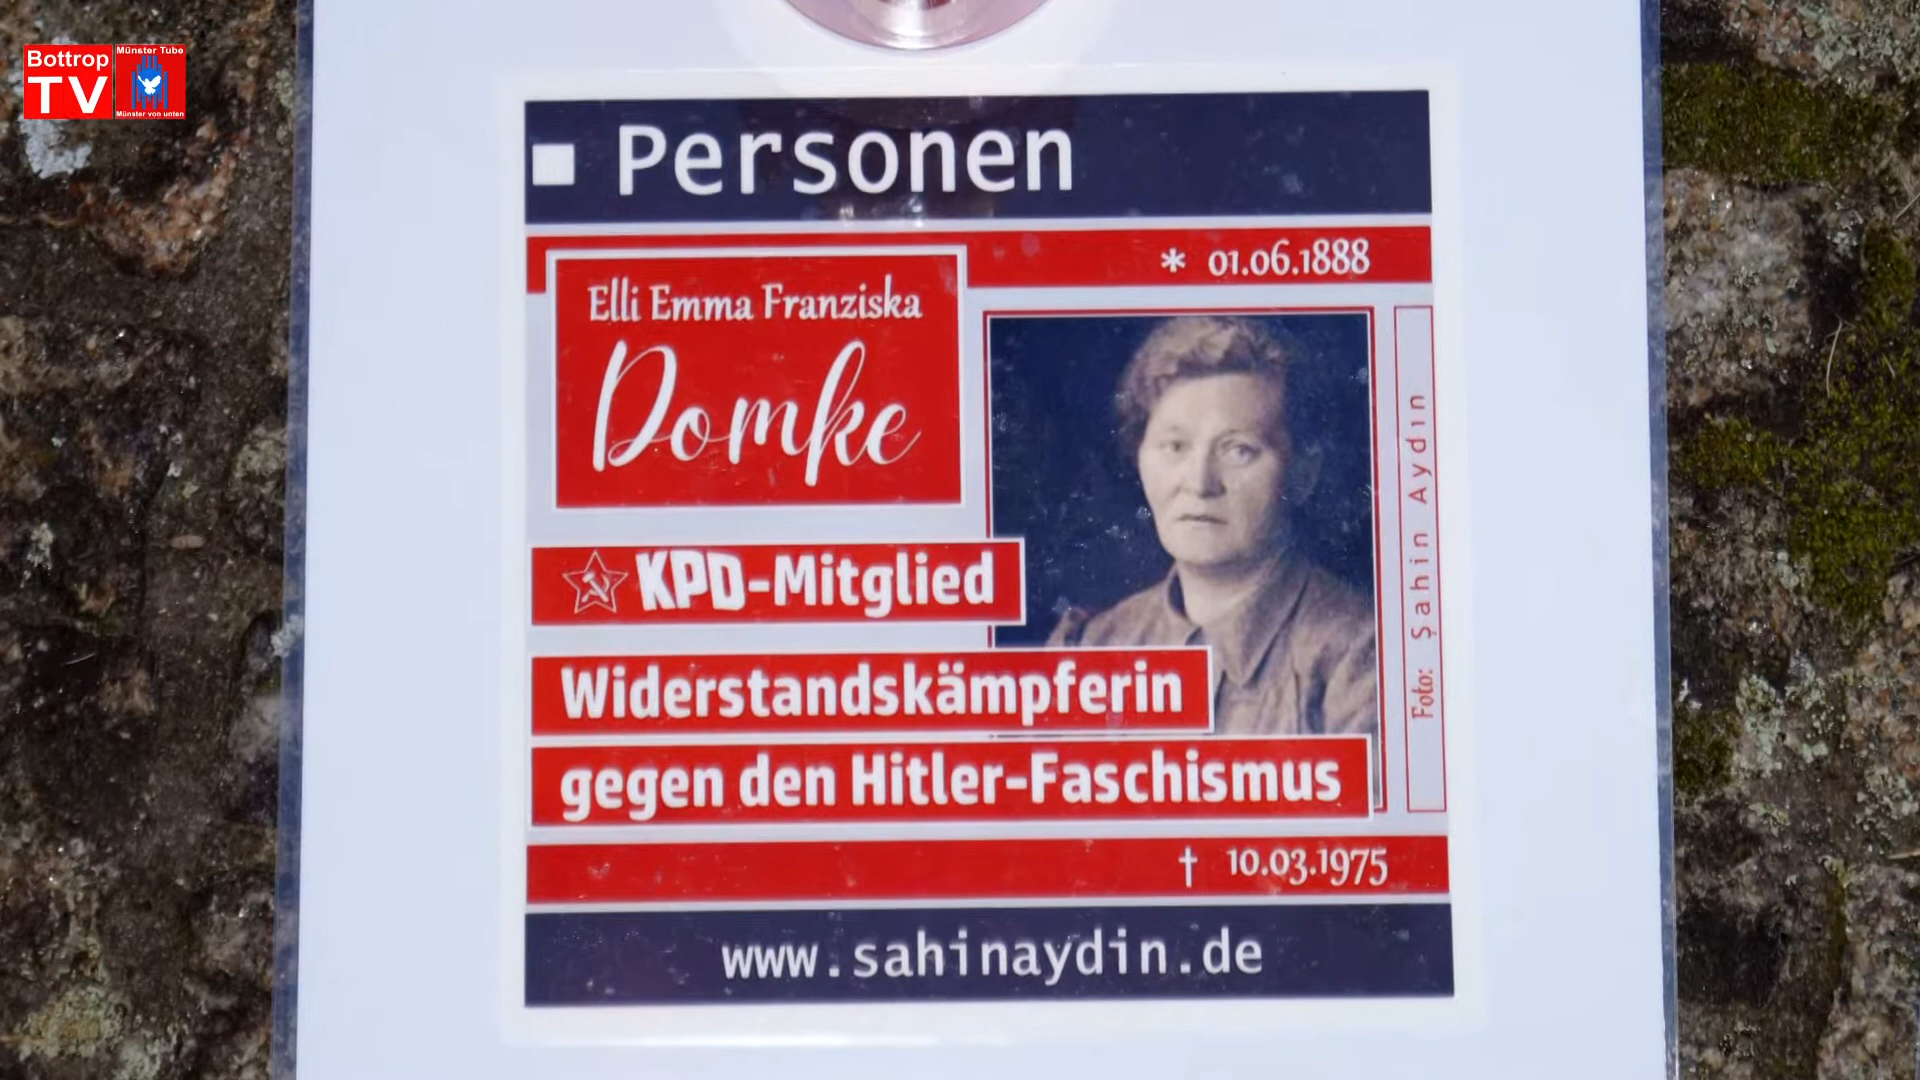 Bottrop
TV
Münster Tube
Münster von unten
Personen
* 01.06.1888
Elli Emma Franziska
Domke
KPD-Mitglied
Widerstandskämpferin
gegen den Hitler-Faschismus
Foto: Şahin Aydın
† 10.03.1975
www.sahinaydin.de